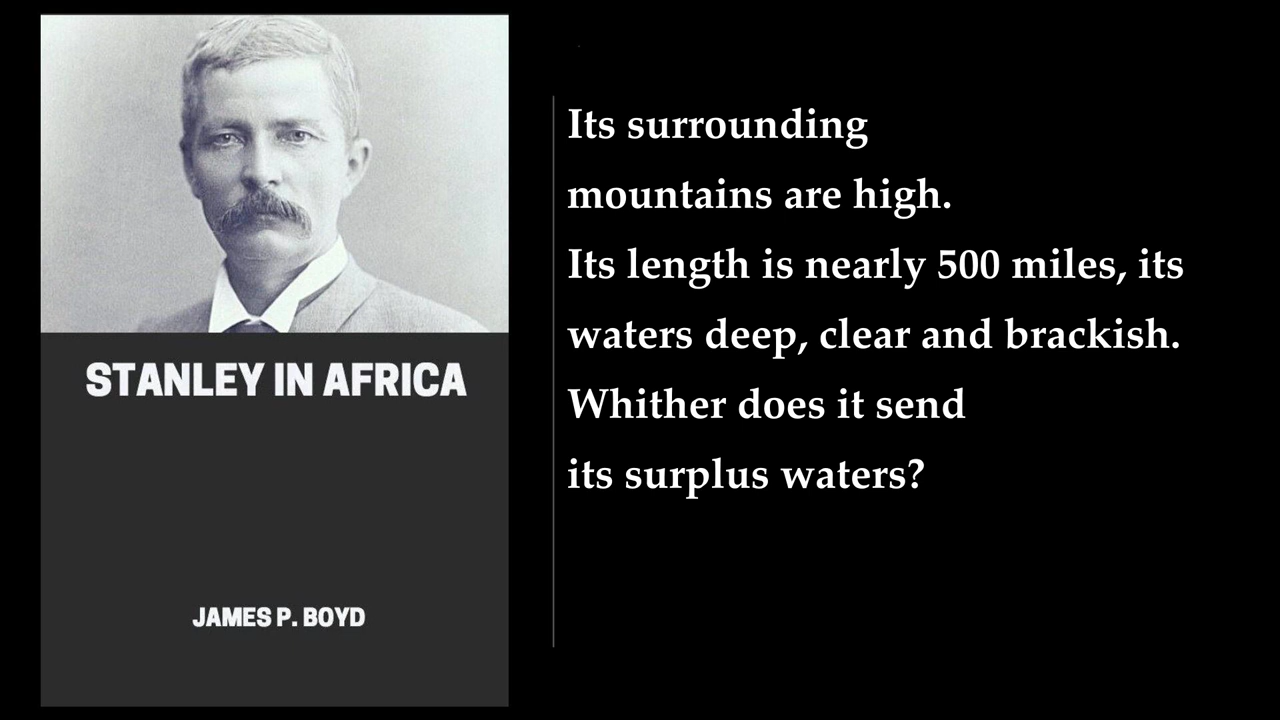 STANLEY IN AFRICA
JAMES P. BOYD
Its surrounding
mountains are high.
Its length is nearly 500 miles, its
waters deep, clear and brackish.
Whither does it send
its surplus waters?